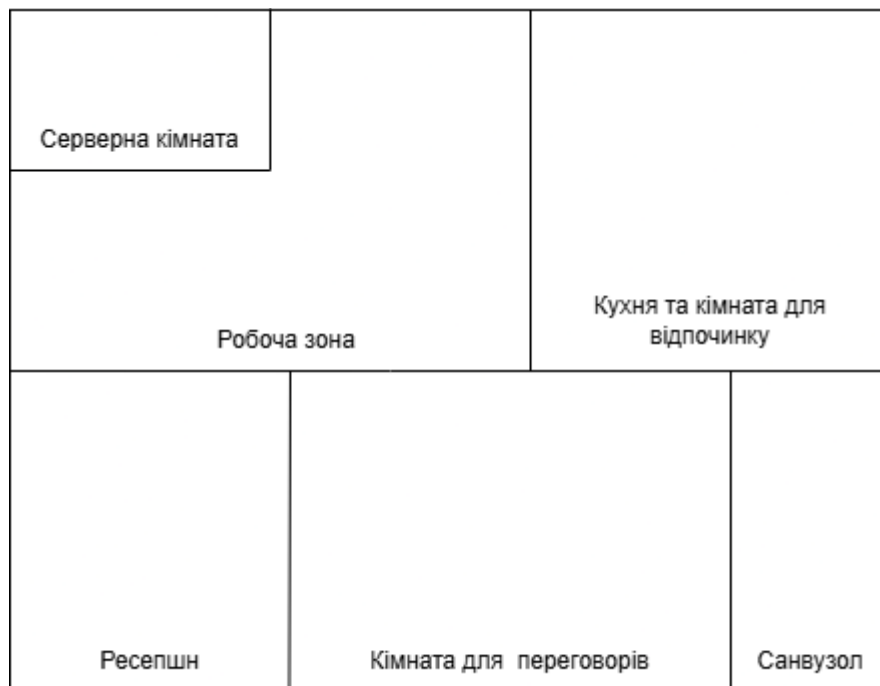 Серверна кімната
Кухня та кімната для
відпочинку
Робоча зона
Ресепшн
Кімната для переговорів
Санвузол